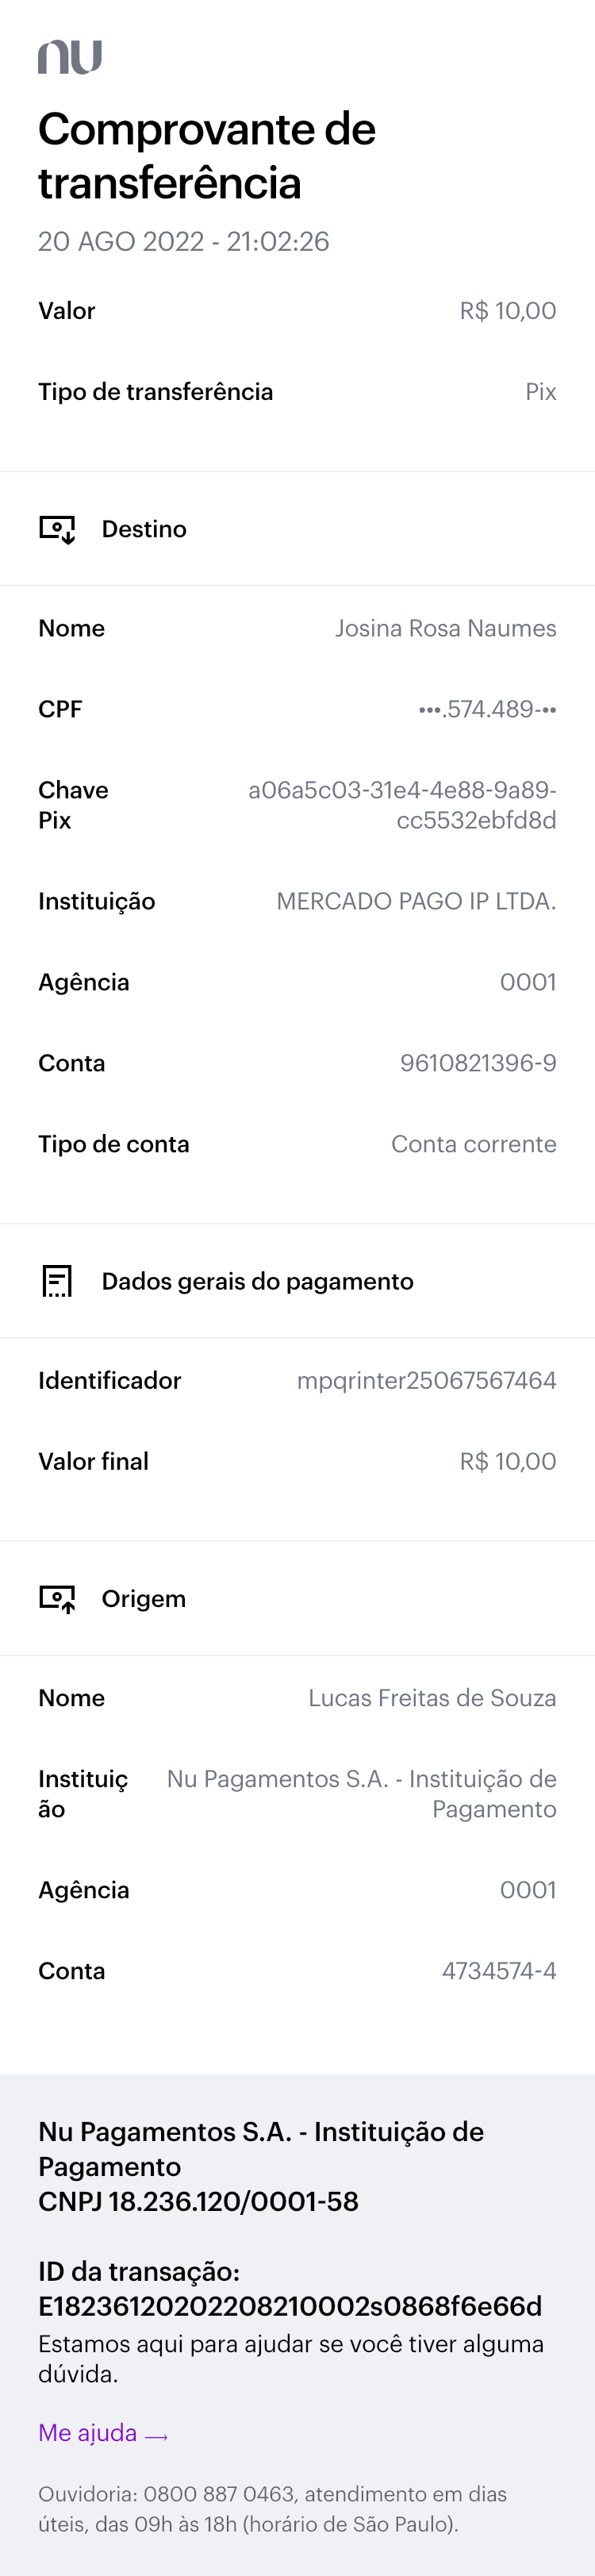 nu
Comprovante de
transferência
20 AGO 2022 - 21:02:26
Valor R$ 10,00
Tipo de transferência Pix
Destino
Nome Josina Rosa Naumes
CPF •••.574.489-••
Chave a06a5c03-31e4-4e88-9a89-
Pix cc5532ebfd8d
Instituição MERCADO PAGO IP LTDA.
Agência 0001
Conta 9610821396-9
Tipo de conta Conta corrente
Dados gerais do pagamento
Identificador mpqrinter25067567464
Valor final R$ 10,00
Origem
Nome Lucas Freitas de Souza
Instituiç Nu Pagamentos S.A. - Instituição de
ão Pagamento
Agência 0001
Conta 4734574-4
Nu Pagamentos S.A. - Instituição de
Pagamento
CNPJ 18.236.120/0001-58
ID da transação:
E18236120202208210002s0868f6e66d
Estamos aqui para ajudar se você tiver alguma
dúvida.
Me ajuda →
Ouvidoria: 0800 887 0463, atendimento em dias
úteis, das 09h às 18h (horário de São Paulo).